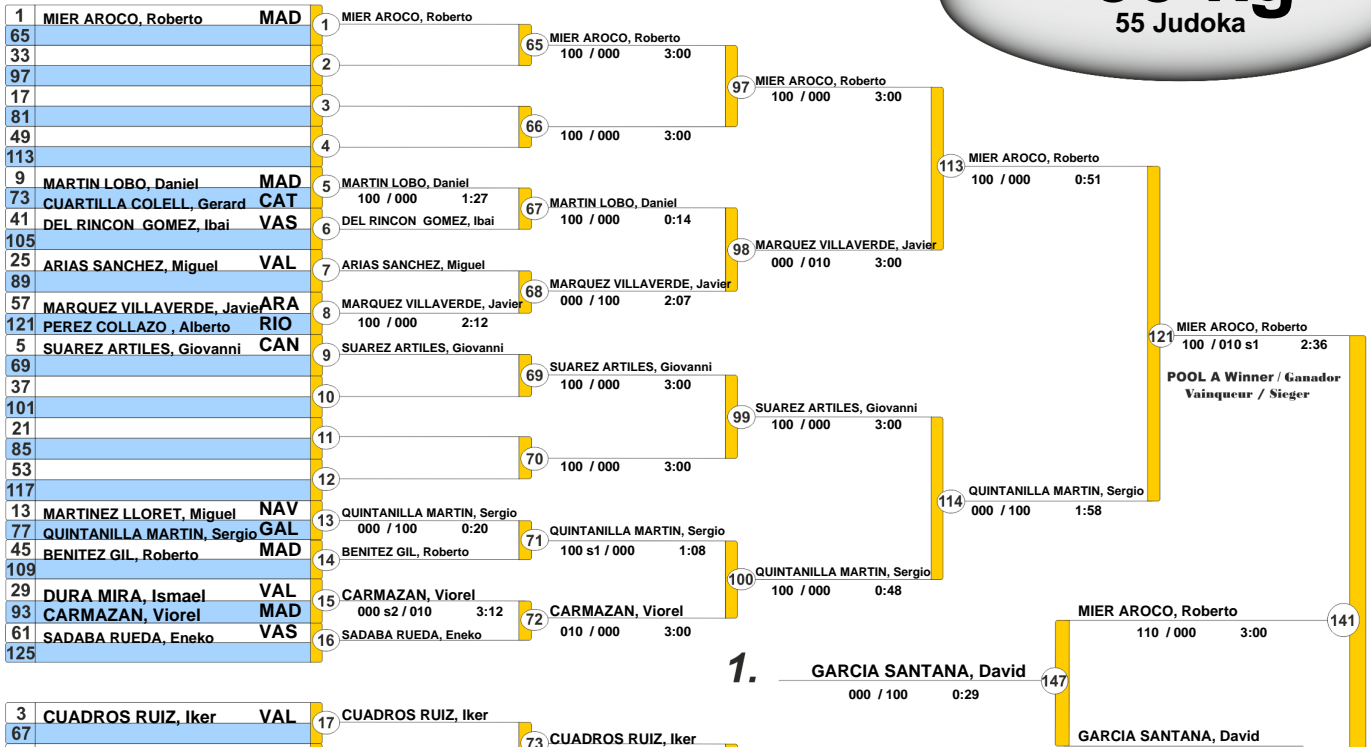 55 Judoka
1 MIER AROCO, Roberto MAD
65
33
97
17
81
49
113
9 MARTIN LOBO, Daniel MAD
73 CUARTILLA COLELL, Gerard CAT
41 DEL RINCON GOMEZ, Ibai VAS
105
25 ARIAS SANCHEZ, Miguel VAL
89
57 MARQUEZ VILLAVERDE, Javier ARA
121 PEREZ COLLAZO , Alberto RIO
5 SUAREZ ARTILES, Giovanni CAN
69
37
101
21
85
53
117
13 MARTINEZ LLORET, Miguel NAV
77 QUINTANILLA MARTIN, Sergio GAL
45 BENITEZ GIL, Roberto MAD
109
29 DURA MIRA, Ismael VAL
93 CARMAZAN, Viorel MAD
61 SADABA RUEDA, Eneko VAS
125
3 CUADROS RUIZ, Iker VAL
67
1 MIER AROCO, Roberto
2
3
4
5 MARTIN LOBO, Daniel
100 / 000 1:27
6 DEL RINCON GOMEZ, Ibai
7 ARIAS SANCHEZ, Miguel
8 MARQUEZ VILLAVERDE, Javier
100 / 000 2:12
9 SUAREZ ARTILES, Giovanni
10
11
12
13 QUINTANILLA MARTIN, Sergio
000 / 100 0:20
14 BENITEZ GIL, Roberto
15 CARMAZAN, Viorel
000 s2 / 010 3:12
16 SADABA RUEDA, Eneko
17 CUADROS RUIZ, Iker
65 MIER AROCO, Roberto
100 / 000 3:00
66
100 / 000 3:00
67 MARTIN LOBO, Daniel
100 / 000 0:14
68 MARQUEZ VILLAVERDE, Javier
000 / 100 2:07
69 SUAREZ ARTILES, Giovanni
100 / 000 3:00
70
100 / 000 3:00
71 QUINTANILLA MARTIN, Sergio
100 s1 / 000 1:08
72 CARMAZAN, Viorel
010 / 000 3:00
73 CUADROS RUIZ, Iker
97 MIER AROCO, Roberto
100 / 000 3:00
98 MARQUEZ VILLAVERDE, Javier
000 / 010 3:00
99 SUAREZ ARTILES, Giovanni
100 / 000 3:00
100 QUINTANILLA MARTIN, Sergio
100 / 000 0:48
113 MIER AROCO, Roberto
100 / 000 0:51
114 QUINTANILLA MARTIN, Sergio
000 / 100 1:58
121 MIER AROCO, Roberto
100 / 010 s1 2:36
POOL A Winner / Ganador
Vainqueur / Sieger
MIER AROCO, Roberto 141
110 / 000 3:00
1. GARCIA SANTANA, David 147
000 / 100 0:29
GARCIA SANTANA, David